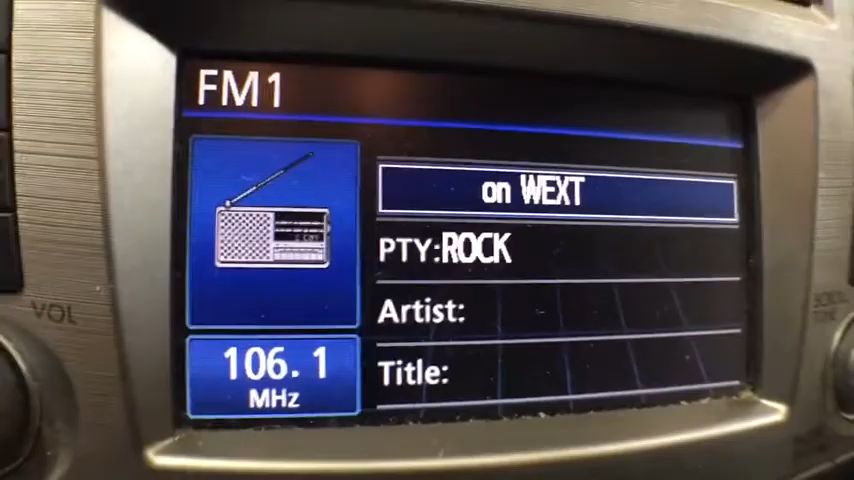 FM1
on WEXT
PTY:ROCK
Artist:
Title:
106.1
MHz
VOL